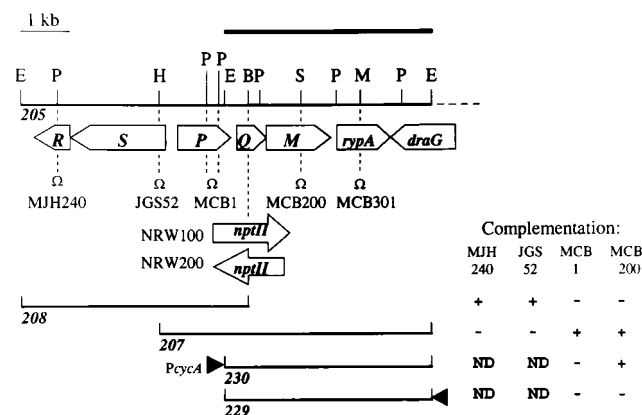 1 kb
P P
E P H E B P S P M P E
205
R S P Q M rypA draG
Ω Ω Ω Ω Ω
MJH240 JGS52 MCB1 MCB200 MCB301
NRW100 nptII
NRW200 nptII
Complementation:
MJH JGS MCB MCB
240 52 1 200
208 + + - -
207 - - + +
PcycA 230 ND ND - +
229 ND ND - -